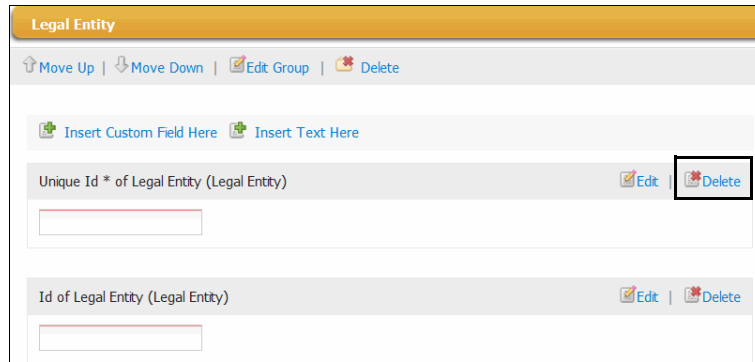 Legal Entity
Move Up | Move Down | Edit Group | Delete
Insert Custom Field Here Insert Text Here
Unique Id * of Legal Entity (Legal Entity) Edit | Delete
Id of Legal Entity (Legal Entity) Edit | Delete